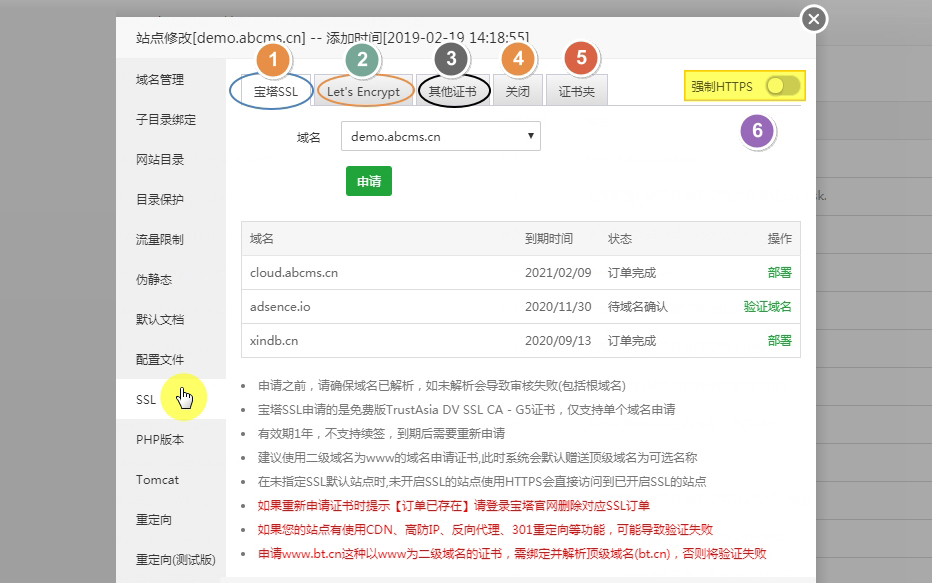 站点修改[demo.abcms.cn] -- 添加时间[2019-02-19 14:18:55]
1 2 3 4 5
宝塔SSL Let's Encrypt 其他证书 关闭 证书夹 强制HTTPS
6
域名管理
子目录绑定
网站目录
目录保护
流量限制
伪静态
默认文档
配置文件
SSL
PHP版本
Tomcat
重定向
重定向(测试版)
域名 demo.abcms.cn
申请
域名 到期时间 状态 操作
cloud.abcms.cn 2021/02/09 订单完成 部署
adsence.io 2020/11/30 待域名确认 验证域名
xindb.cn 2020/09/13 订单完成 部署
申请之前，请确保域名已解析，如未解析会导致审核失败(包括根域名)
宝塔SSL申请的是免费版TrustAsia DV SSL CA - G5证书，仅支持单个域名申请
有效期1年，不支持续签，到期后需要重新申请
建议使用二级域名为www的域名申请证书,此时系统会默认赠送顶级域名为可选名称
在未指定SSL默认站点时,未开启SSL的站点使用HTTPS会直接访问到已开启SSL的站点
如果重新申请证书时提示【订单已存在】请登录宝塔官网删除对应SSL订单
如果您的站点有使用CDN、高防IP、反向代理、301重定向等功能，可能导致验证失败
申请www.bt.cn这种以www为二级域名的证书，需绑定并解析顶级域名(bt.cn)，否则将验证失败
sk.